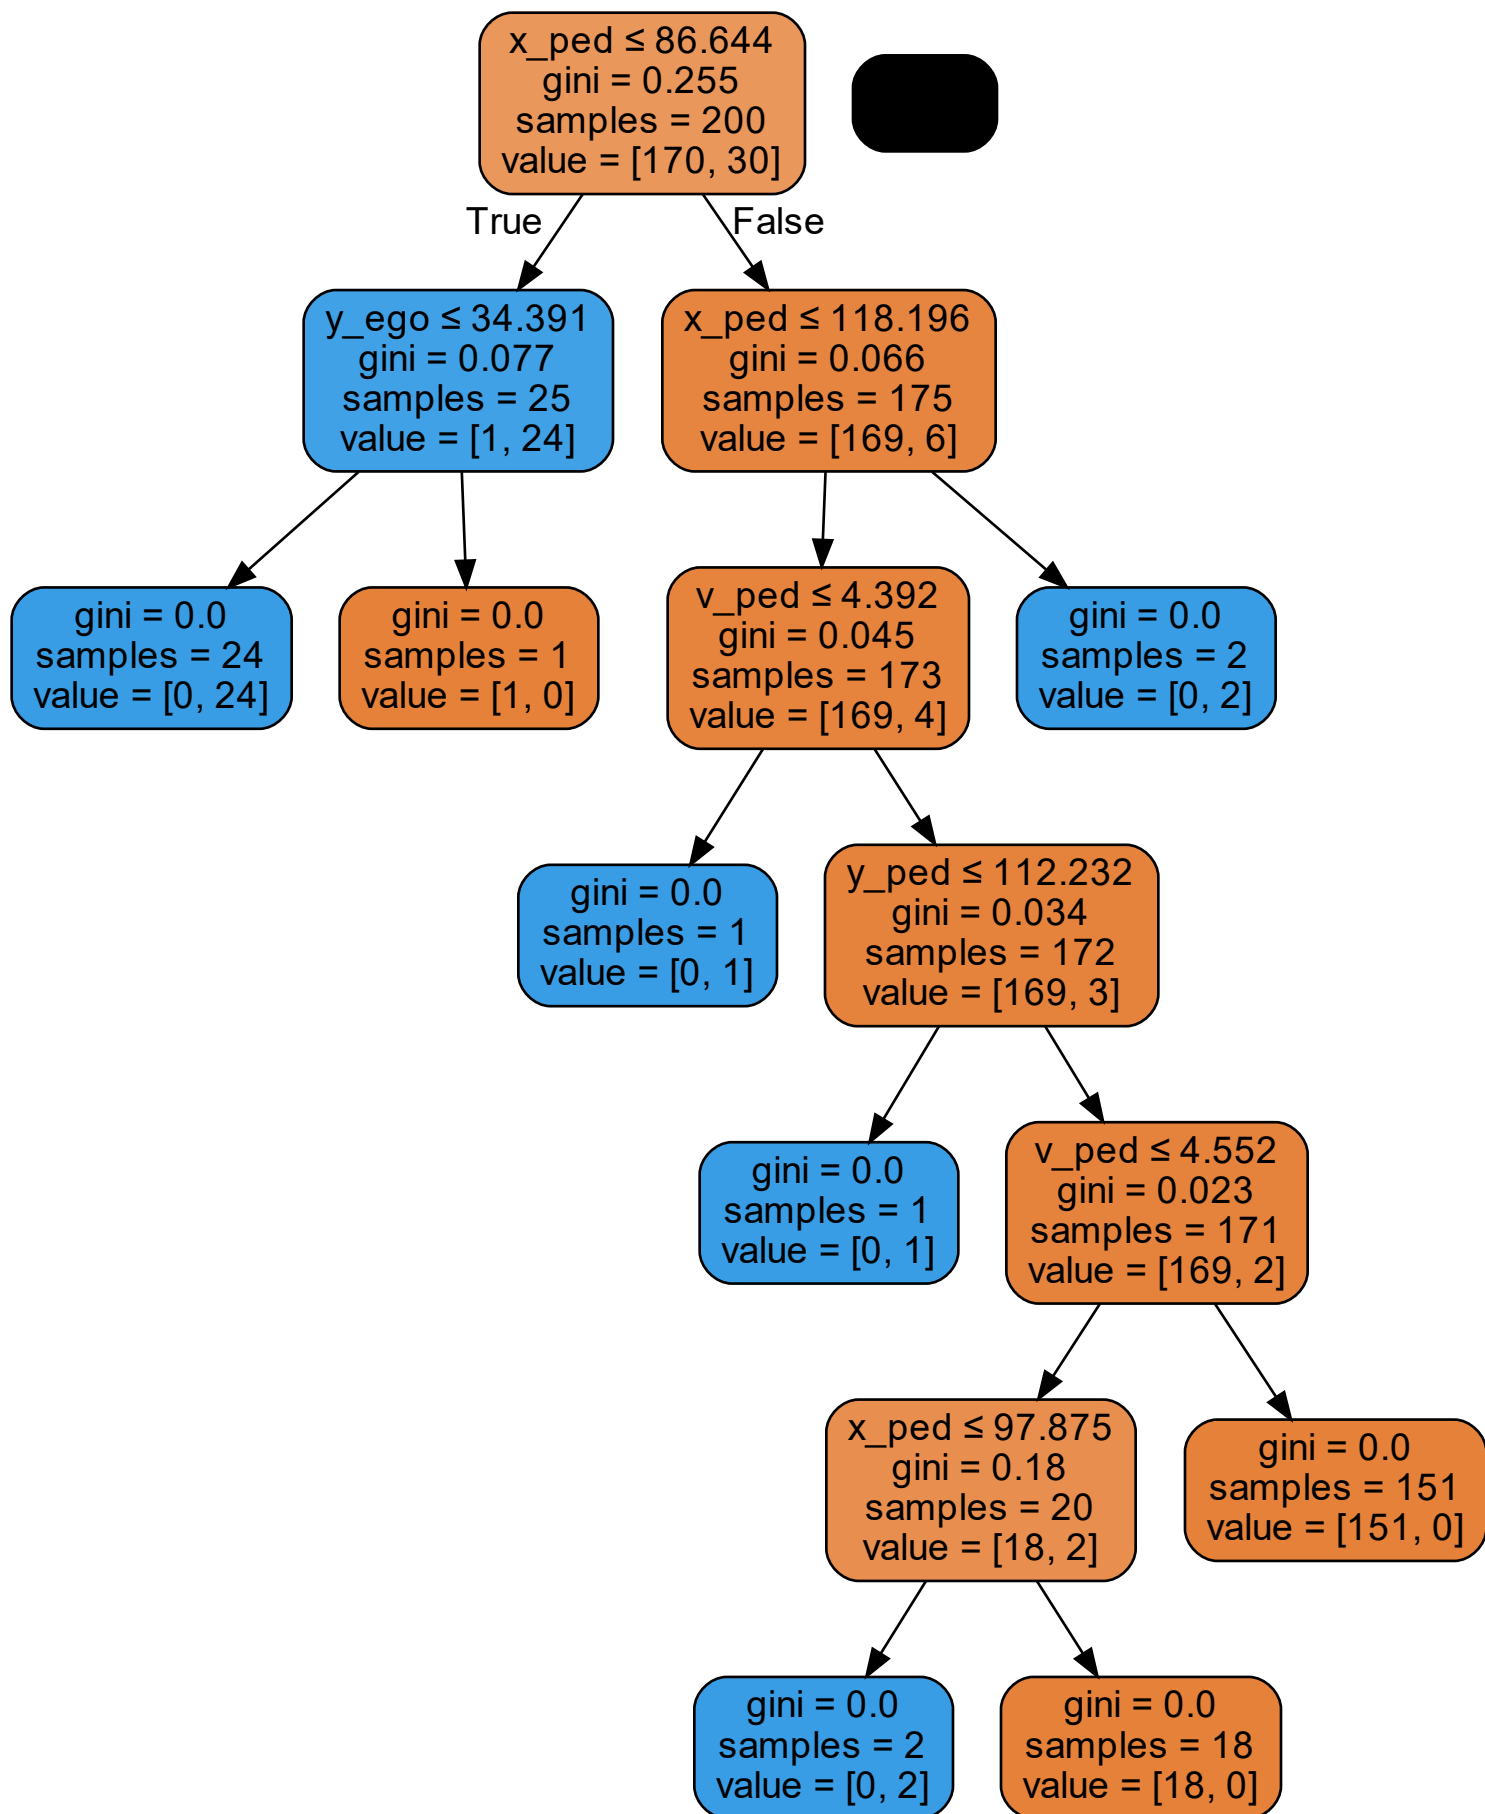 x_ped ≤ 86.644
gini = 0.255
samples = 200
value = [170, 30]
True
False
y_ego ≤ 34.391
gini = 0.077
samples = 25
value = [1, 24]
x_ped ≤ 118.196
gini = 0.066
samples = 175
value = [169, 6]
gini = 0.0
samples = 24
value = [0, 24]
gini = 0.0
samples = 1
value = [1, 0]
v_ped ≤ 4.392
gini = 0.045
samples = 173
value = [169, 4]
gini = 0.0
samples = 2
value = [0, 2]
gini = 0.0
samples = 1
value = [0, 1]
y_ped ≤ 112.232
gini = 0.034
samples = 172
value = [169, 3]
gini = 0.0
samples = 1
value = [0, 1]
v_ped ≤ 4.552
gini = 0.023
samples = 171
value = [169, 2]
x_ped ≤ 97.875
gini = 0.18
samples = 20
value = [18, 2]
gini = 0.0
samples = 151
value = [151, 0]
gini = 0.0
samples = 2
value = [0, 2]
gini = 0.0
samples = 18
value = [18, 0]